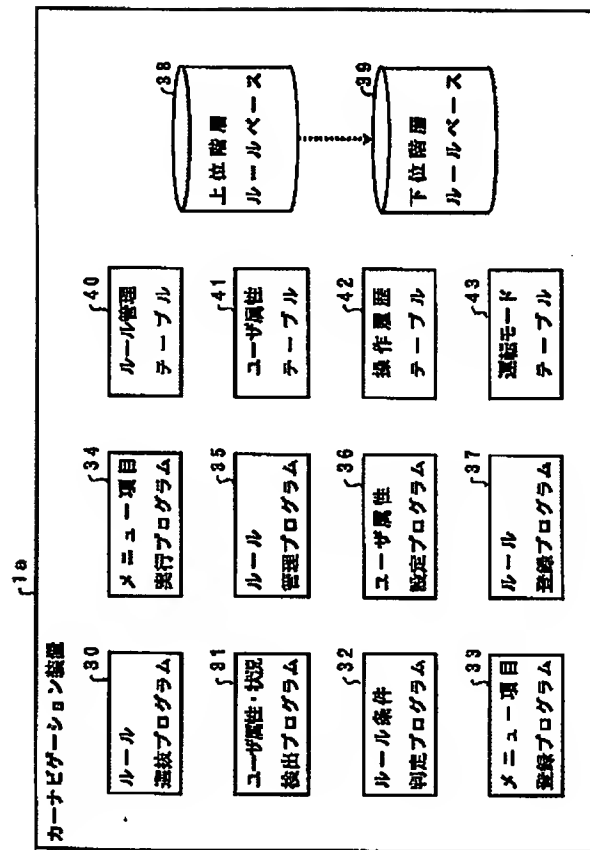 1a
カーナビゲーション装置
30
ルール
選抜プログラム
31
ユーザ属性・状況
検出プログラム
32
ルール条件
判定プログラム
33
メニュー項目
登録プログラム
34
メニュー項目
実行プログラム
35
ルール
管理プログラム
36
ユーザ属性
設定プログラム
37
ルール
登録プログラム
40
ルール管理
テーブル
41
ユーザ属性
テーブル
42
操作履歴
テーブル
43
運転モード
テーブル
38
上位階層
ルールベース
39
下位階層
ルールベース